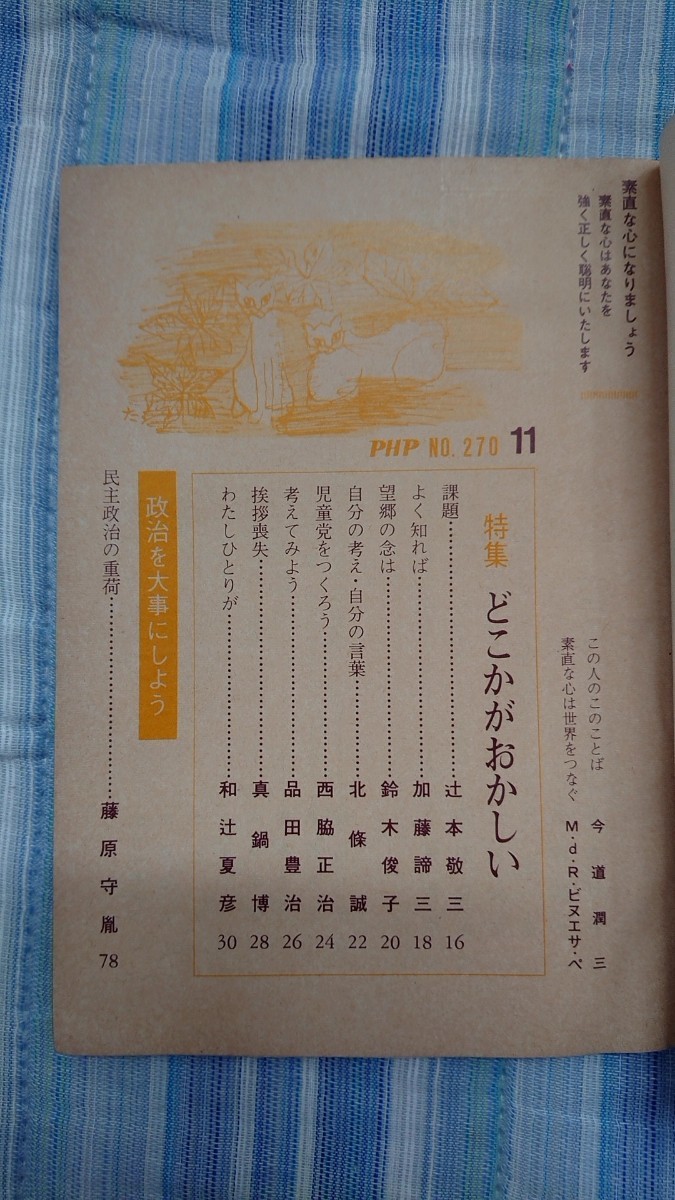 素直な心になりましょう
素直な心はあなたを
強く正しく聡明にいたします
この人のこのことば 今道潤三
素直な心は世界をつなぐ M・d・R・ビヌエサ・ペ
PHP NO. 270 11
特集 どこかがおかしい
課題……………………辻本敬三 16
よく知れば……………………加藤諦三 18
望郷の念は……………………鈴木俊子 20
自分の考え・自分の言葉……………北條誠 22
児童党をつくろう……………………西脇正治 24
考えてみよう……………………品田豊治 26
挨拶喪失……………………真鍋博 28
わたしひとりが……………………和辻夏彦 30
政治を大事にしよう
民主政治の重荷……………………藤原守胤 78